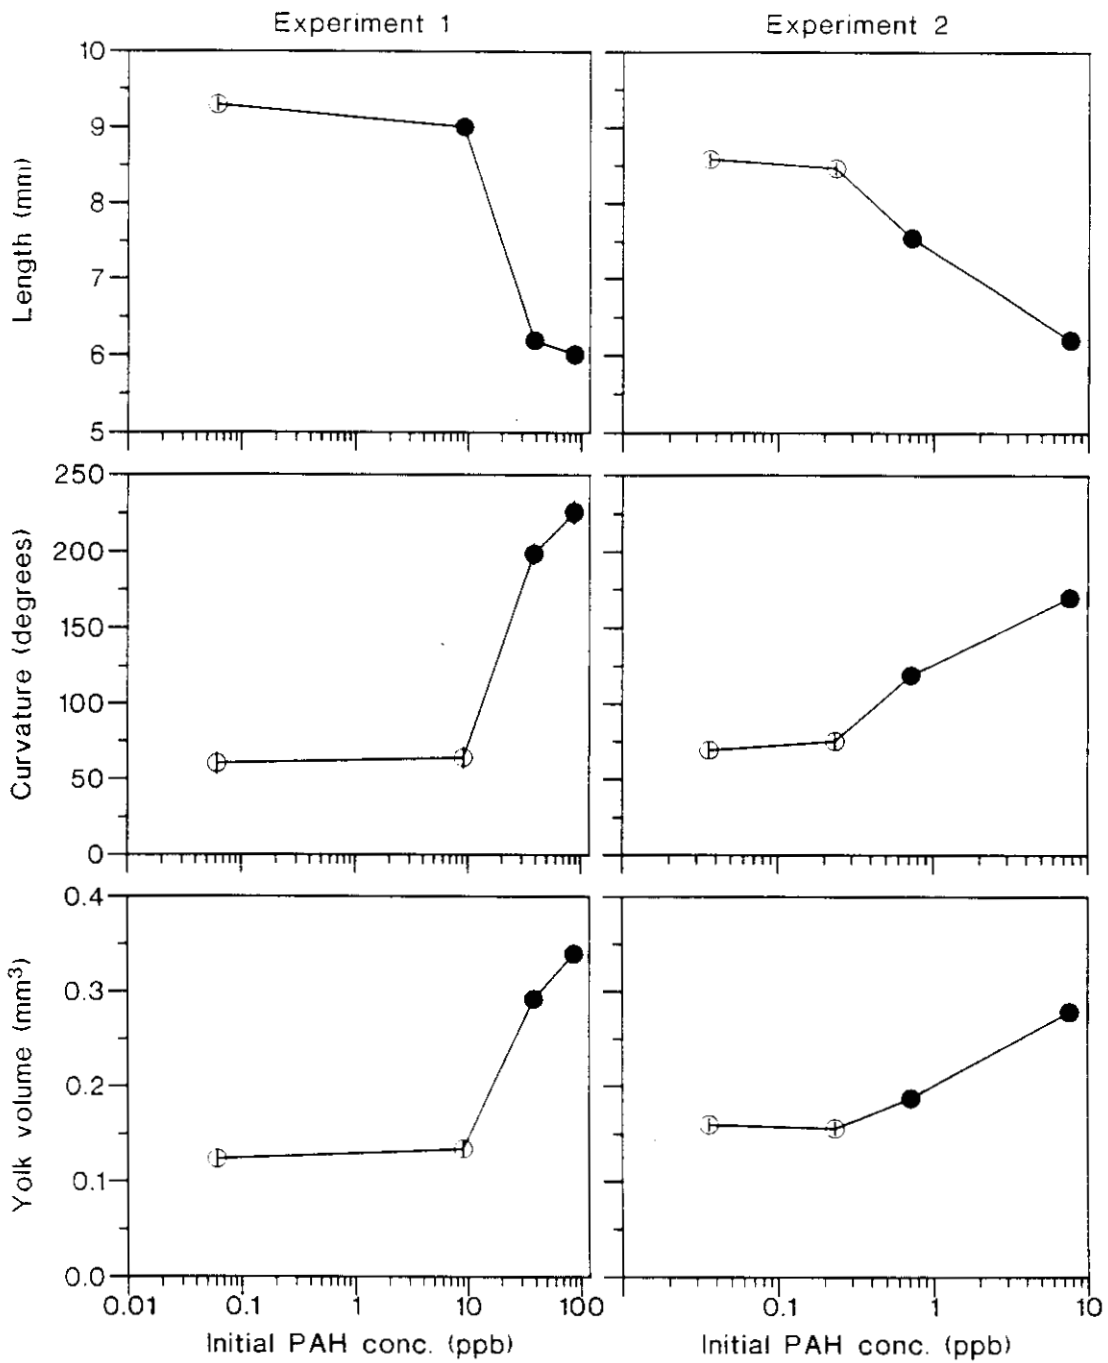 Experiment 1
Experiment 2
10
9
8
7
6
5
Length (mm)
250
200
150
100
50
0
Curvature (degrees)
0.4
0.3
0.2
0.1
0.0
Yolk volume (mm³)
0.01 0.1 1 10 100
0.1 1 10
Initial PAH conc. (ppb)
Initial PAH conc. (ppb)